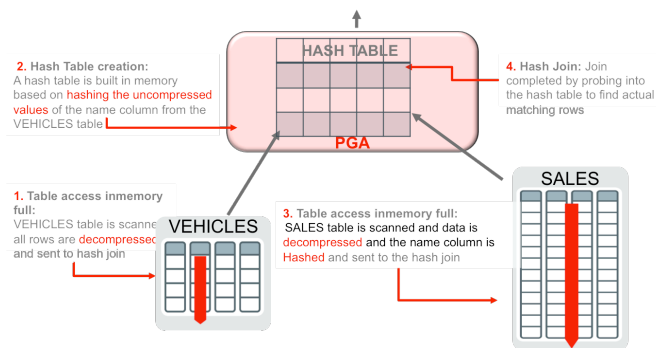 HASH TABLE
2. Hash Table creation:
A hash table is built in memory
based on hashing the uncompressed
values of the name column from the
VEHICLES table
4. Hash Join: Join
completed by probing into
the hash table to find actual
matching rows
PGA
1. Table access inmemory
full:
VEHICLES table is scanne
all rows are decompressed
and sent to hash join
VEHICLES
3. Table access inmemory full:
SALES table is scanned and data is
decompressed and the name column is
Hashed and sent to the hash join
SALES